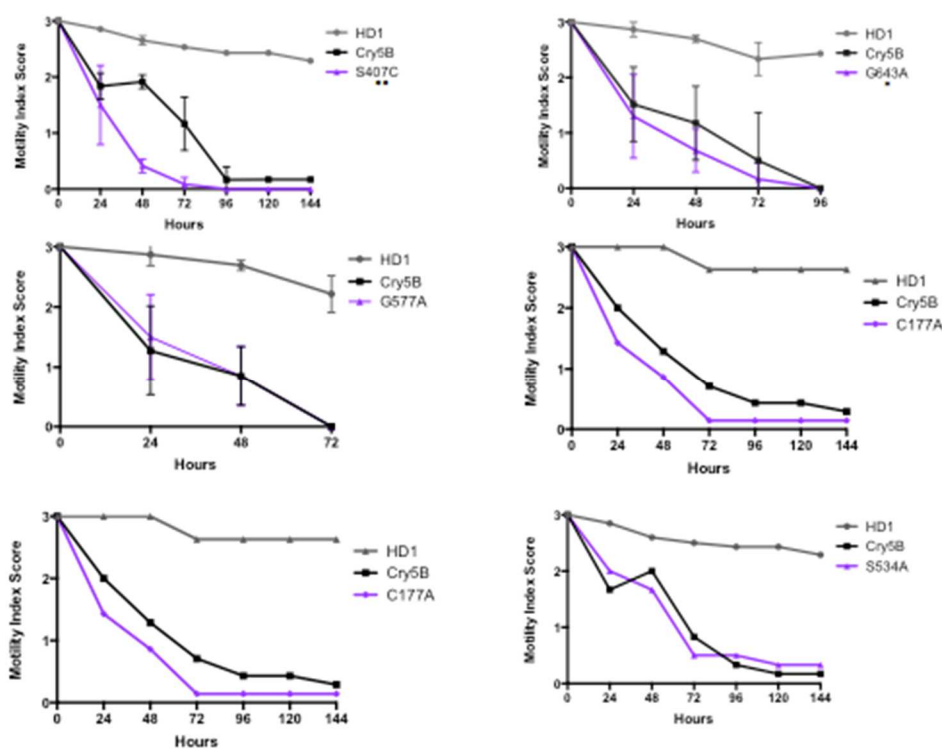 HD1
Cry5B
S407C
**
Motility Index Score
3
2
1
0
0 24 48 72 96 120 144
Hours
HD1
Cry5B
G643A
*
Motility Index Score
3
2
1
0
0 24 48 72 96
Hours
HD1
Cry5B
G577A
Motility Index Score
3
2
1
0
0 24 48 72
Hours
HD1
Cry5B
C177A
Motility Index Score
3
2
1
0
0 24 48 72 96 120 144
Hours
HD1
Cry5B
C177A
Motility Index Score
3
2
1
0
0 24 48 72 96 120 144
Hours
HD1
Cry5B
S534A
Motility Index Score
3
2
1
0
0 24 48 72 96 120 144
Hours